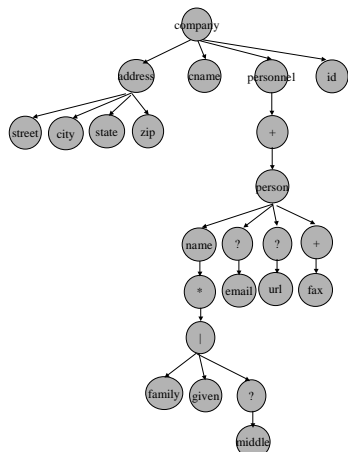 company
address cname personnel id
street city state zip +
person
name ? ? +
* email url fax
|
family given ?
middle